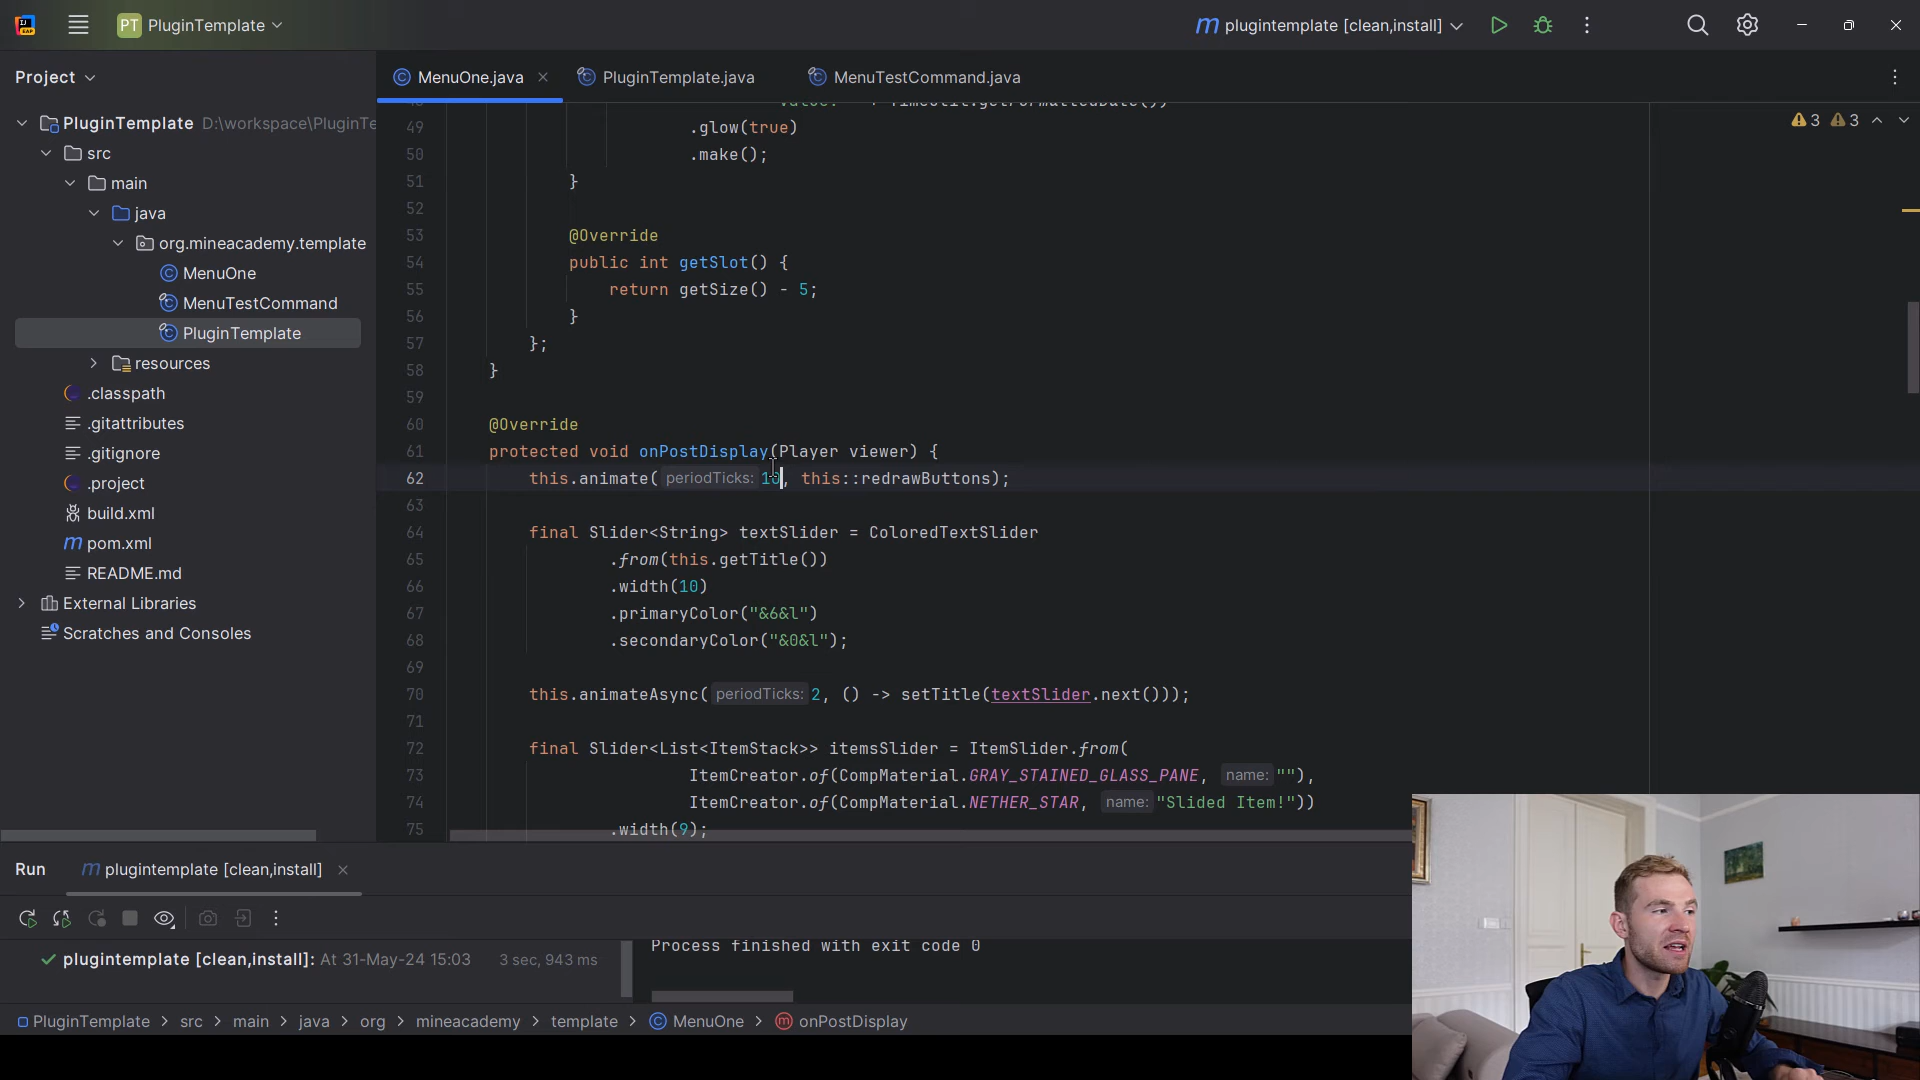 PT PluginTemplate
plugintemplate [clean,install]
Project
MenuOne.java
PluginTemplate.java
MenuTestCommand.java
PluginTemplate D:\workspace\PluginTe
src
main
java
org.mineacademy.template
MenuOne
MenuTestCommand
PluginTemplate
resources
.classpath
.gitattributes
.gitignore
.project
build.xml
m pom.xml
README.md
External Libraries
Scratches and Consoles
3 3
49 .glow(true)
50 .make();
51 }
52
53 @Override
54 public int getSlot() {
55 return getSize() - 5;
56 }
57 };
58 }
59
60 @Override
61 protected void onPostDisplay(Player viewer) {
62 this.animate( periodTicks: 10, this::redrawButtons);
63
64 final Slider<String> textSlider = ColoredTextSlider
65 .from(this.getTitle())
66 .width(10)
67 .primaryColor("&6&l")
68 .secondaryColor("&0&l");
69
70 this.animateAsync( periodTicks: 2, () -> setTitle(textSlider.next()));
71
72 final Slider<List<ItemStack>> itemsSlider = ItemSlider.from(
73 ItemCreator.of(CompMaterial.GRAY_STAINED_GLASS_PANE, name: ""),
74 ItemCreator.of(CompMaterial.NETHER_STAR, name: "Slided Item!"))
75 .width(9);
Run
plugintemplate [clean,install]
plugintemplate [clean,install]: At 31-May-24 15:03 3 sec, 943 ms
Process finished with exit code 0
PluginTemplate > src > main > java > org > mineacademy > template > MenuOne > onPostDisplay